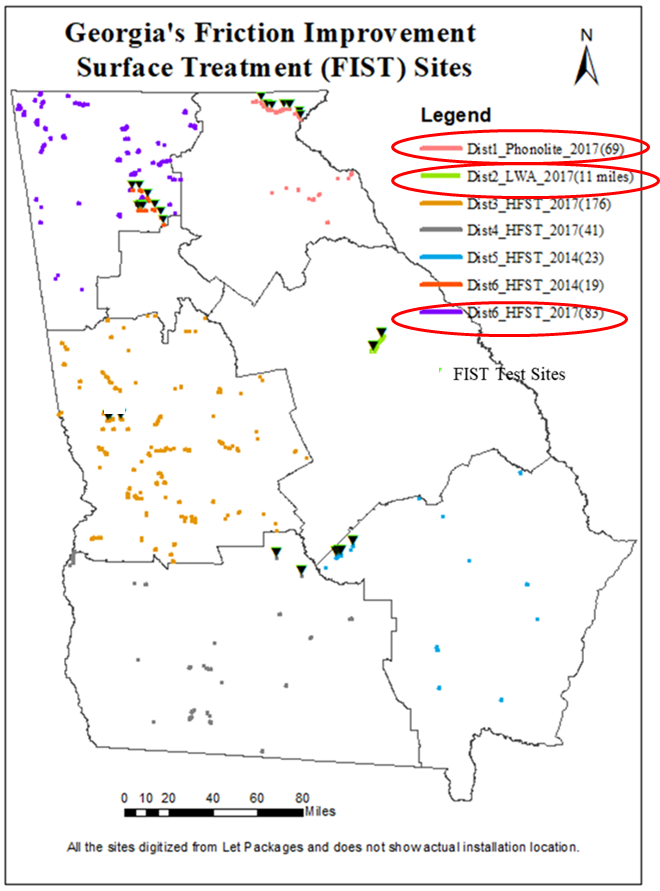 Georgia's Friction Improvement
Surface Treatment (FIST) Sites
N
Legend
Dist1_Phonolite_2017(69)
Dist2_LWA_2017(11 miles)
Dist3_HFST_2017(176)
Dist4_HFST_2017(41)
Dist5_HFST_2014(23)
Dist6_HFST_2014(19)
Dist6_HFST_2017(83)
FIST Test Sites
0 10 20 40 60 80
Miles
All the sites digitized from Let Packages and does not show actual installation location.